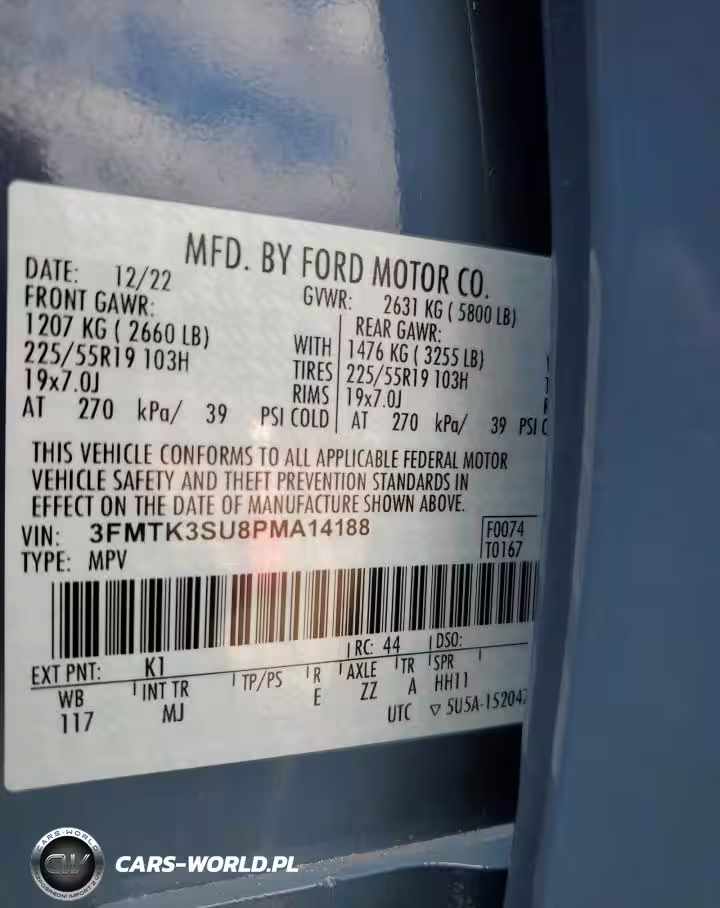 MFD. BY FORD MOTOR CO.
DATE: 12/22
GVWR: 2631 KG ( 5800 LB)
FRONT GAWR:
REAR GAWR:
1207 KG ( 2660 LB)
WITH 1476 KG ( 3255 LB)
225/55R19 103H
TIRES 225/55R19 103H
19x7.0J
RIMS 19x7.0J
AT 270 kPa/ 39 PSI COLD
AT 270 kPa/ 39 PSI C
THIS VEHICLE CONFORMS TO ALL APPLICABLE FEDERAL MOTOR
VEHICLE SAFETY AND THEFT PREVENTION STANDARDS IN
EFFECT ON THE DATE OF MANUFACTURE SHOWN ABOVE.
VIN: 3FMTK3SU8PMA14188
F0074
TYPE: MPV
T0167
RC: 44 DSO:
EXT PNT: K1
WB INT TR TP/PS R AXLE TR SPR
117 MJ E ZZ A HH11
UTC ▽ 5U5A-152047
CARS-WORLD
CW
CARS-WORLD.PL